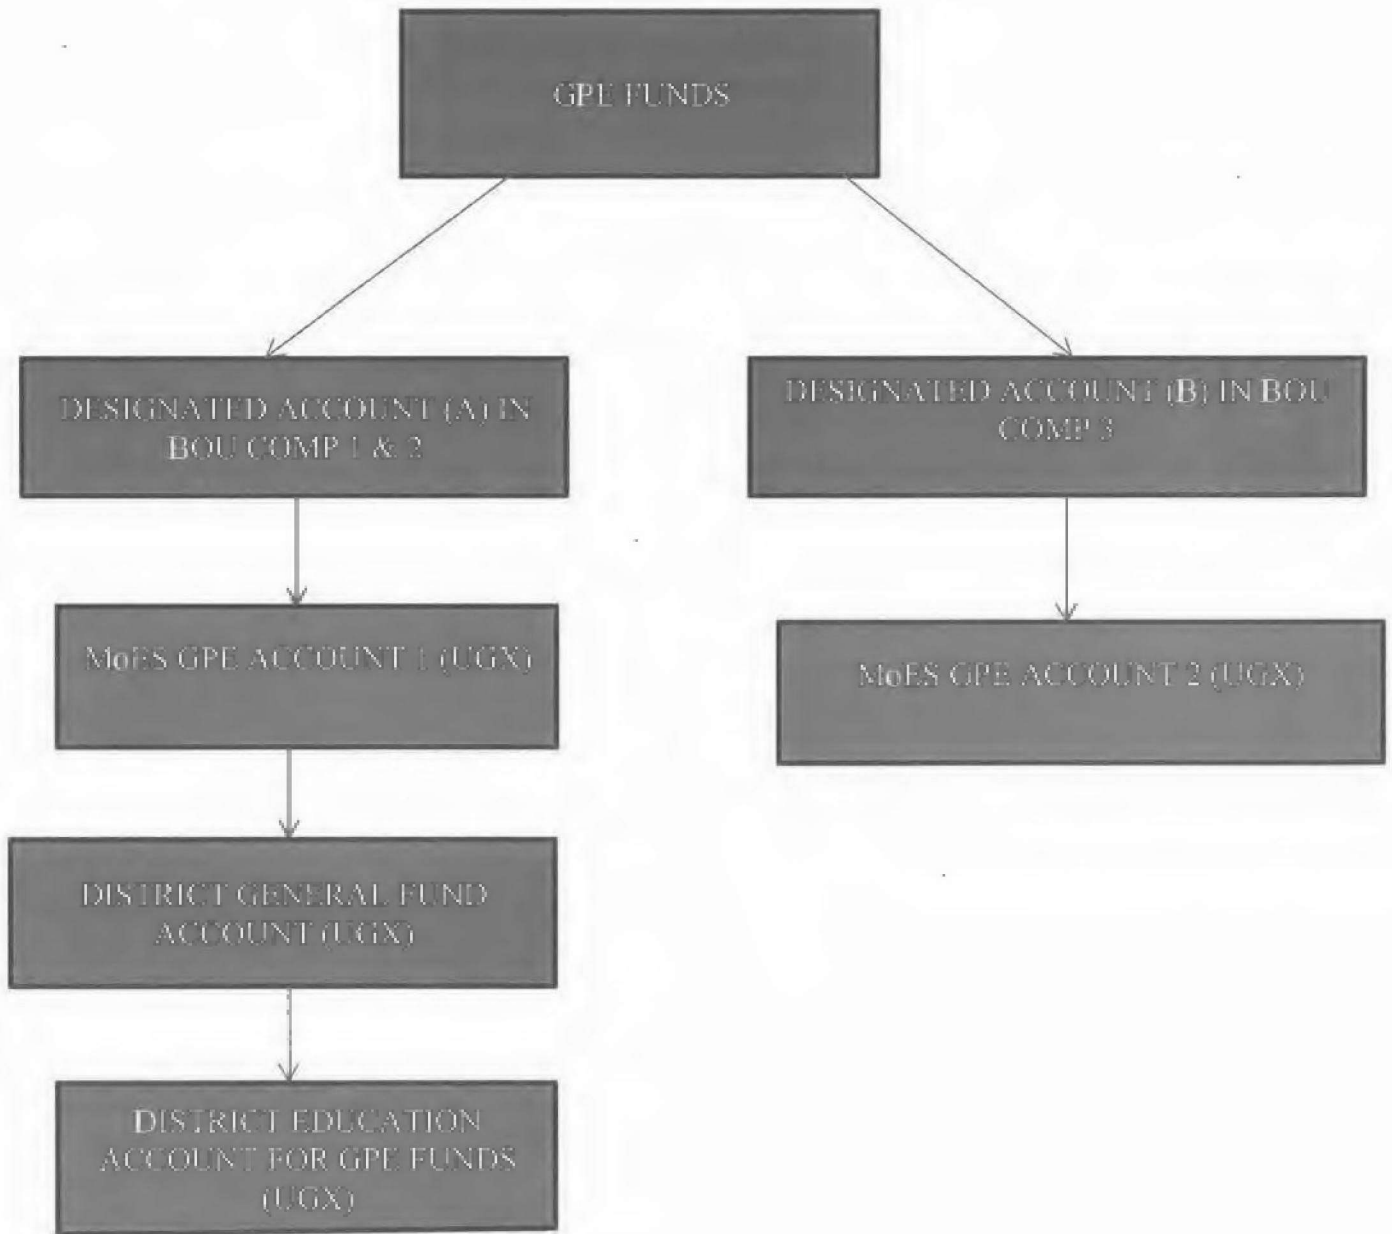 GPE FUNDS
DESIGNATED ACCOUNT (A) IN
BOU COMP 1 & 2
DESIGNATED ACCOUNT (B) IN BOU
COMP 3
MoES GPE ACCOUNT 1 (UGX)
MoES GPE ACCOUNT 2 (UGX)
DISTRICT GENERAL FUND
ACCOUNT (UGX)
DISTRICT EDUCATION
ACCOUNT FOR GPE FUNDS
(UGX)